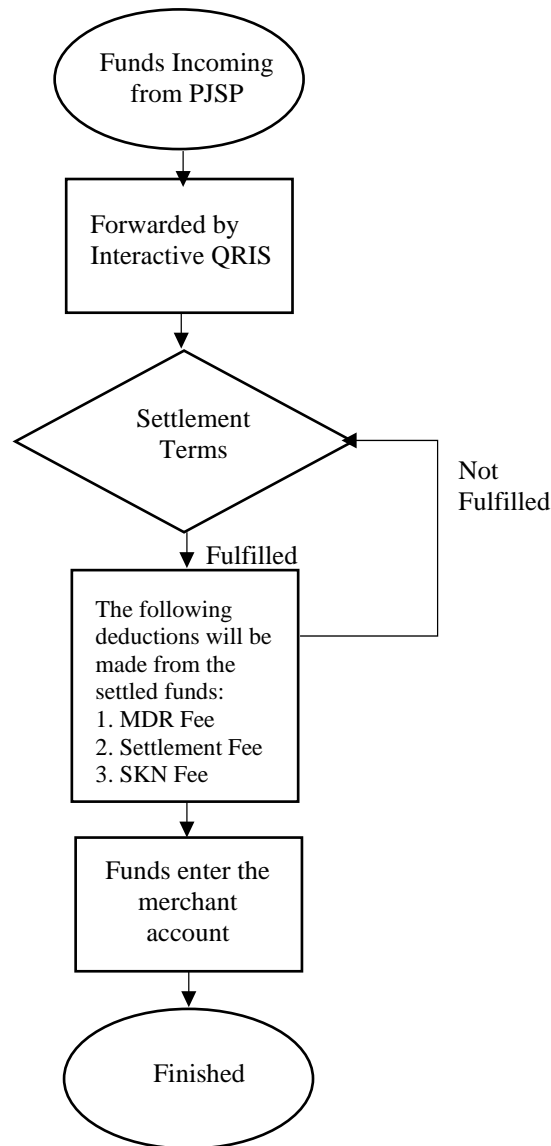 Funds Incoming
from PJSP
Forwarded by
Interactive QRIS
Settlement
Terms
Not
Fulfilled
Fulfilled
The following
deductions will be
made from the
settled funds:
1. MDR Fee
2. Settlement Fee
3. SKN Fee
Funds enter the
merchant
account
Finished